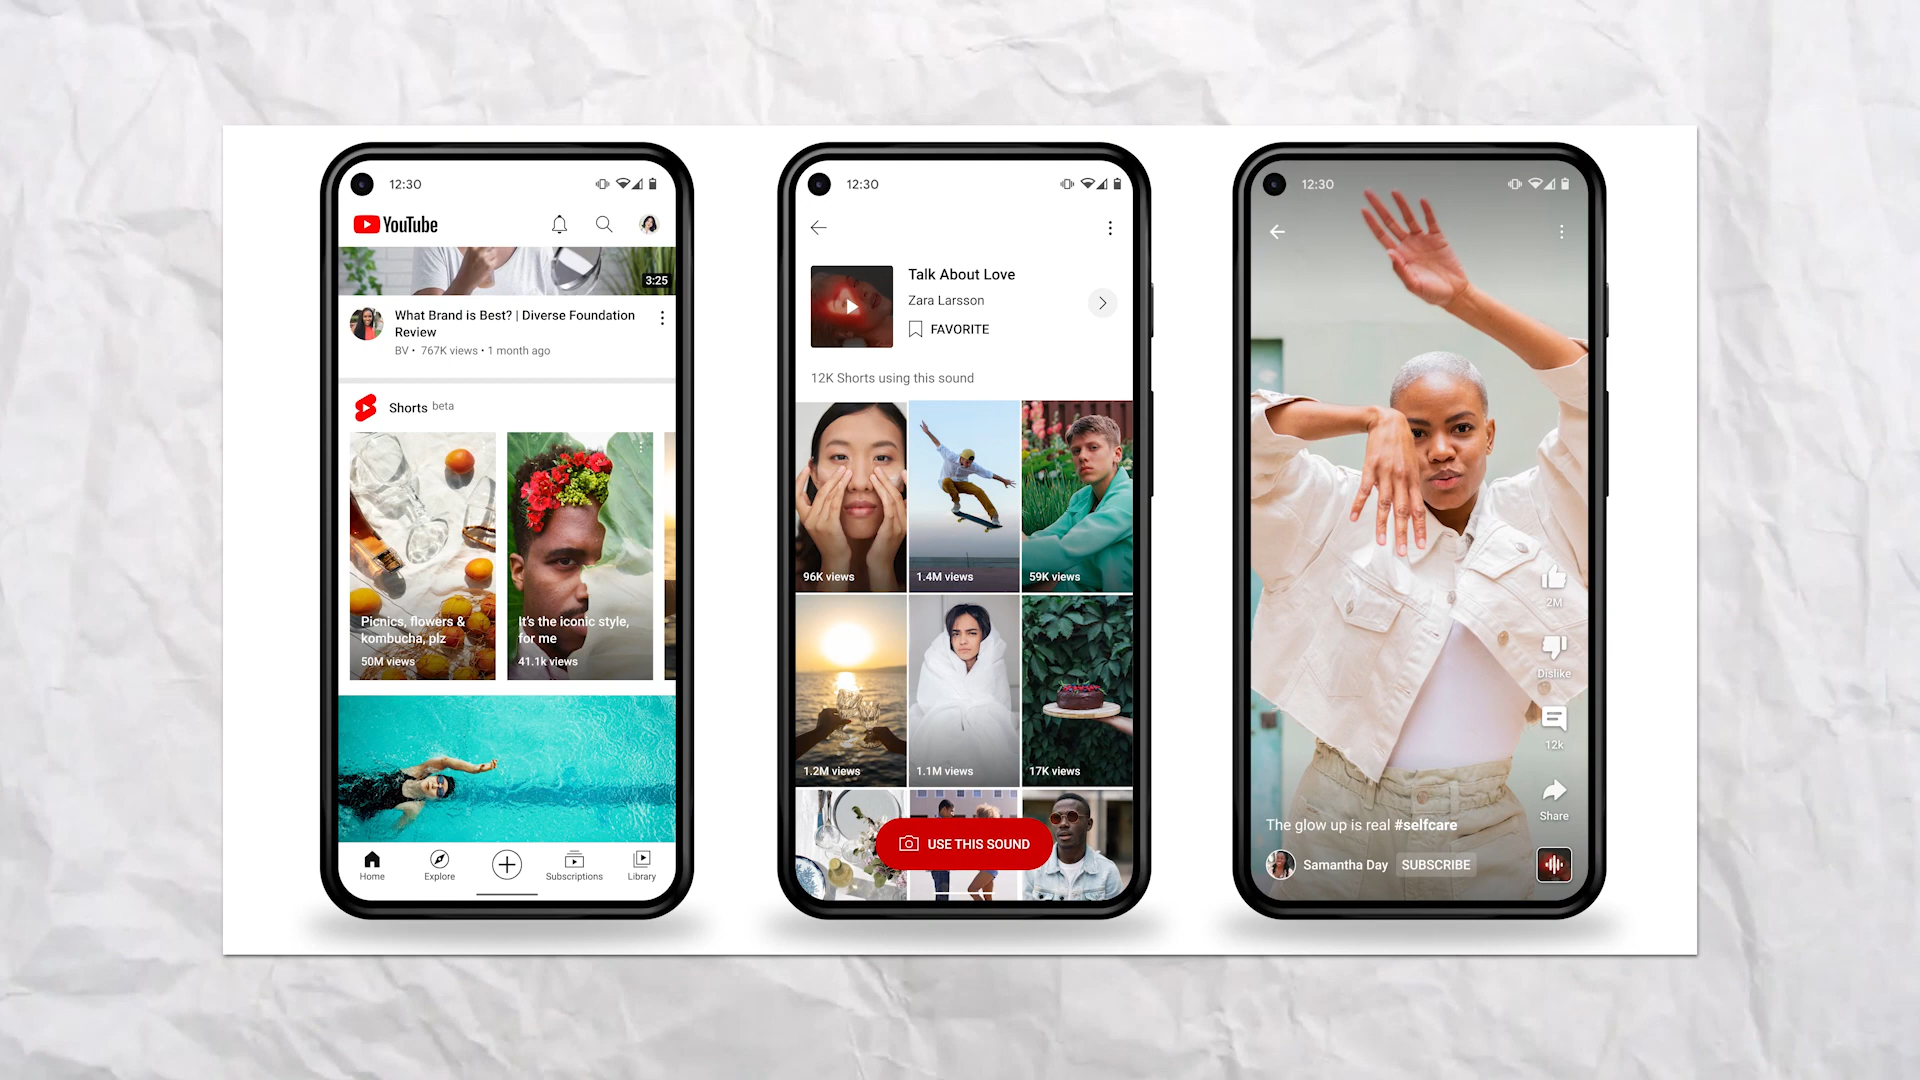 12:30
YouTube
3:25
What Brand is Best? | Diverse Foundation
Review
BV • 767K views • 1 month ago
Shorts beta
Picnics, flowers &
kombucha, plz
50M views
It's the iconic style,
for me
41.1k views
Home
Explore
Subscriptions
Library
12:30
Talk About Love
Zara Larsson
FAVORITE
12K Shorts using this sound
96K views
1.4M views
59K views
1.2M views
1.1M views
17K views
USE THIS SOUND
12:30
2M
Dislike
12k
Share
The glow up is real #selfcare
Samantha Day SUBSCRIBE